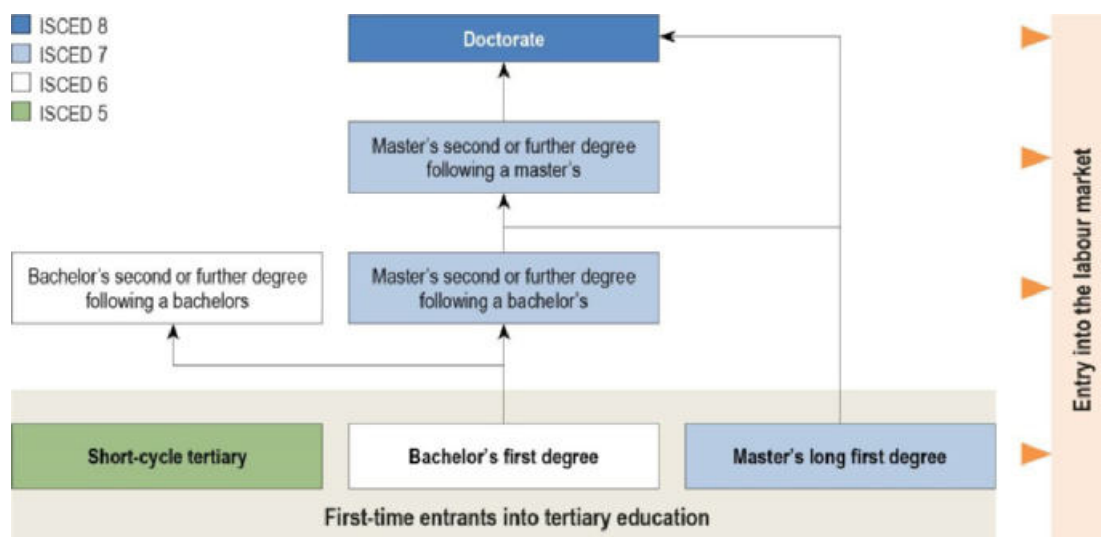 ISCED 8
ISCED 7
ISCED 6
ISCED 5
Doctorate
Master's second or further degree
following a master's
Bachelor's second or further degree
following a bachelors
Master's second or further degree
following a bachelor's
Short-cycle tertiary
Bachelor's first degree
Master's long first degree
First-time entrants into tertiary education
Entry into the labour market